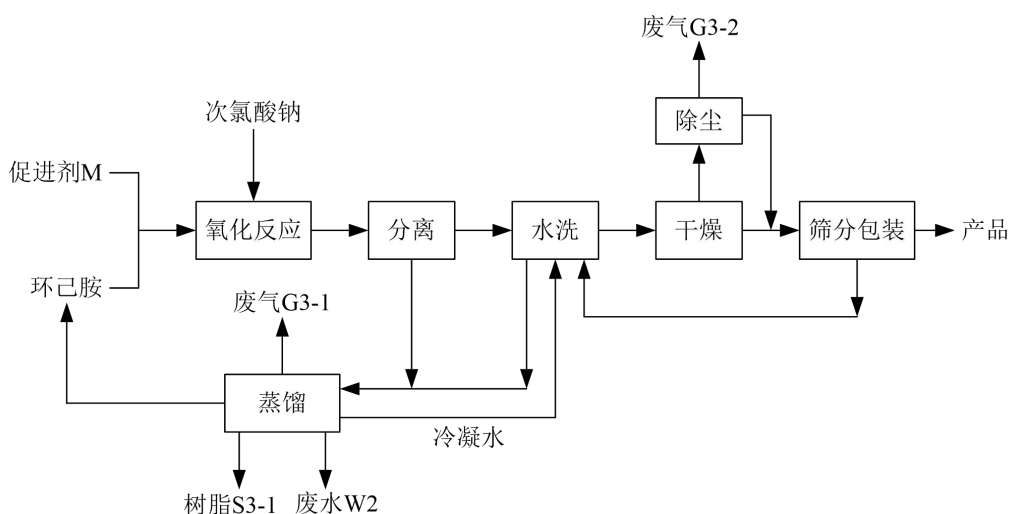 废气G3-2
除尘
次氯酸钠
促进剂M
氧化反应
分离
水洗
干燥
筛分包装
产品
环己胺
废气G3-1
蒸馏
冷凝水
树脂S3-1
废水W2